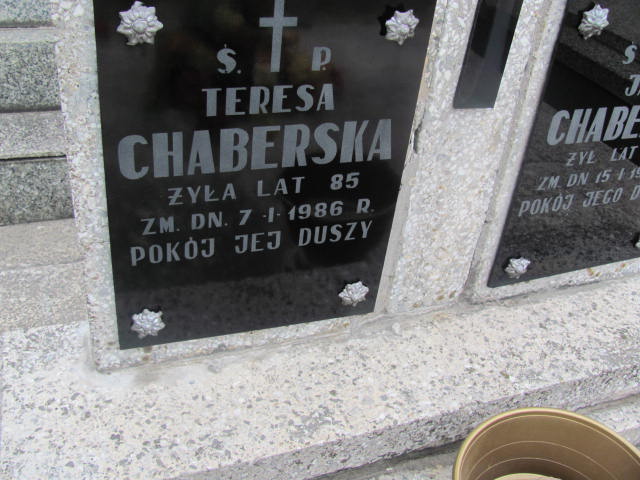 Ś. P.
TERESA
CHABERSKA
ŻYŁA LAT 85
ZM. DN. 7·I·1986 R.
POKÓJ JEJ DUSZY
Ś
ŻYŁ LAT
ZM. DN 15·I·
POKÓJ JEGO